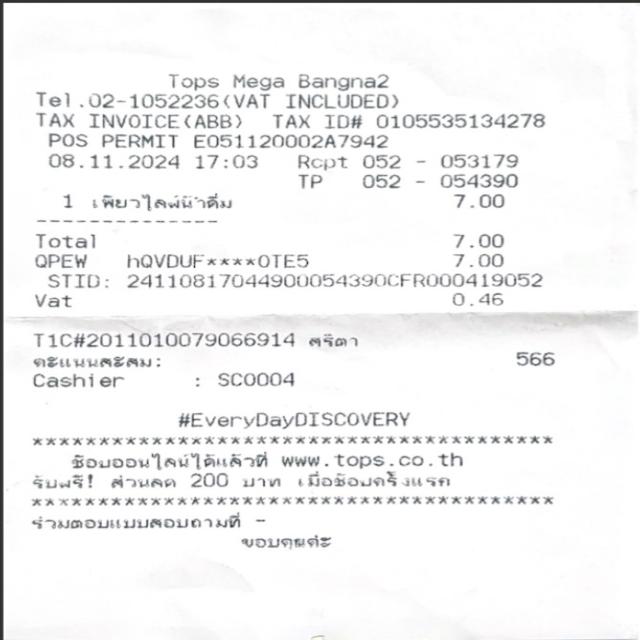 Tops Mega Bangna2
Tel.02-1052236(VAT INCLUDED)
TAX INVOICE(ABB) TAX ID# 0105535134278
POS PERMIT E051120002A7942
08.11.2024 17:03 Rcpt 052 - 053179
TP 052 - 054390
1 เพียวไลฟ์น้ำดื่ม 7.00
--------------
Total 7.00
QPEW hQVDUF****OTE5 7.00
STID: 24110817044900054390CFR000419052
Vat 0.46
T1C#2011010079066914 สริตา
คะแนนสะสม: 566
Cashier : SC0004
#EveryDayDISCOVERY
****************************************
ช้อบออนไลน์ได้แล้วที่ www.tops.co.th
รับฟรี! ส่วนลด 200 บาท เมื่อช้อปครั้งแรก
****************************************
ร่วมตอบแบบสอบถามที่ -
ขอบคุณค่ะ